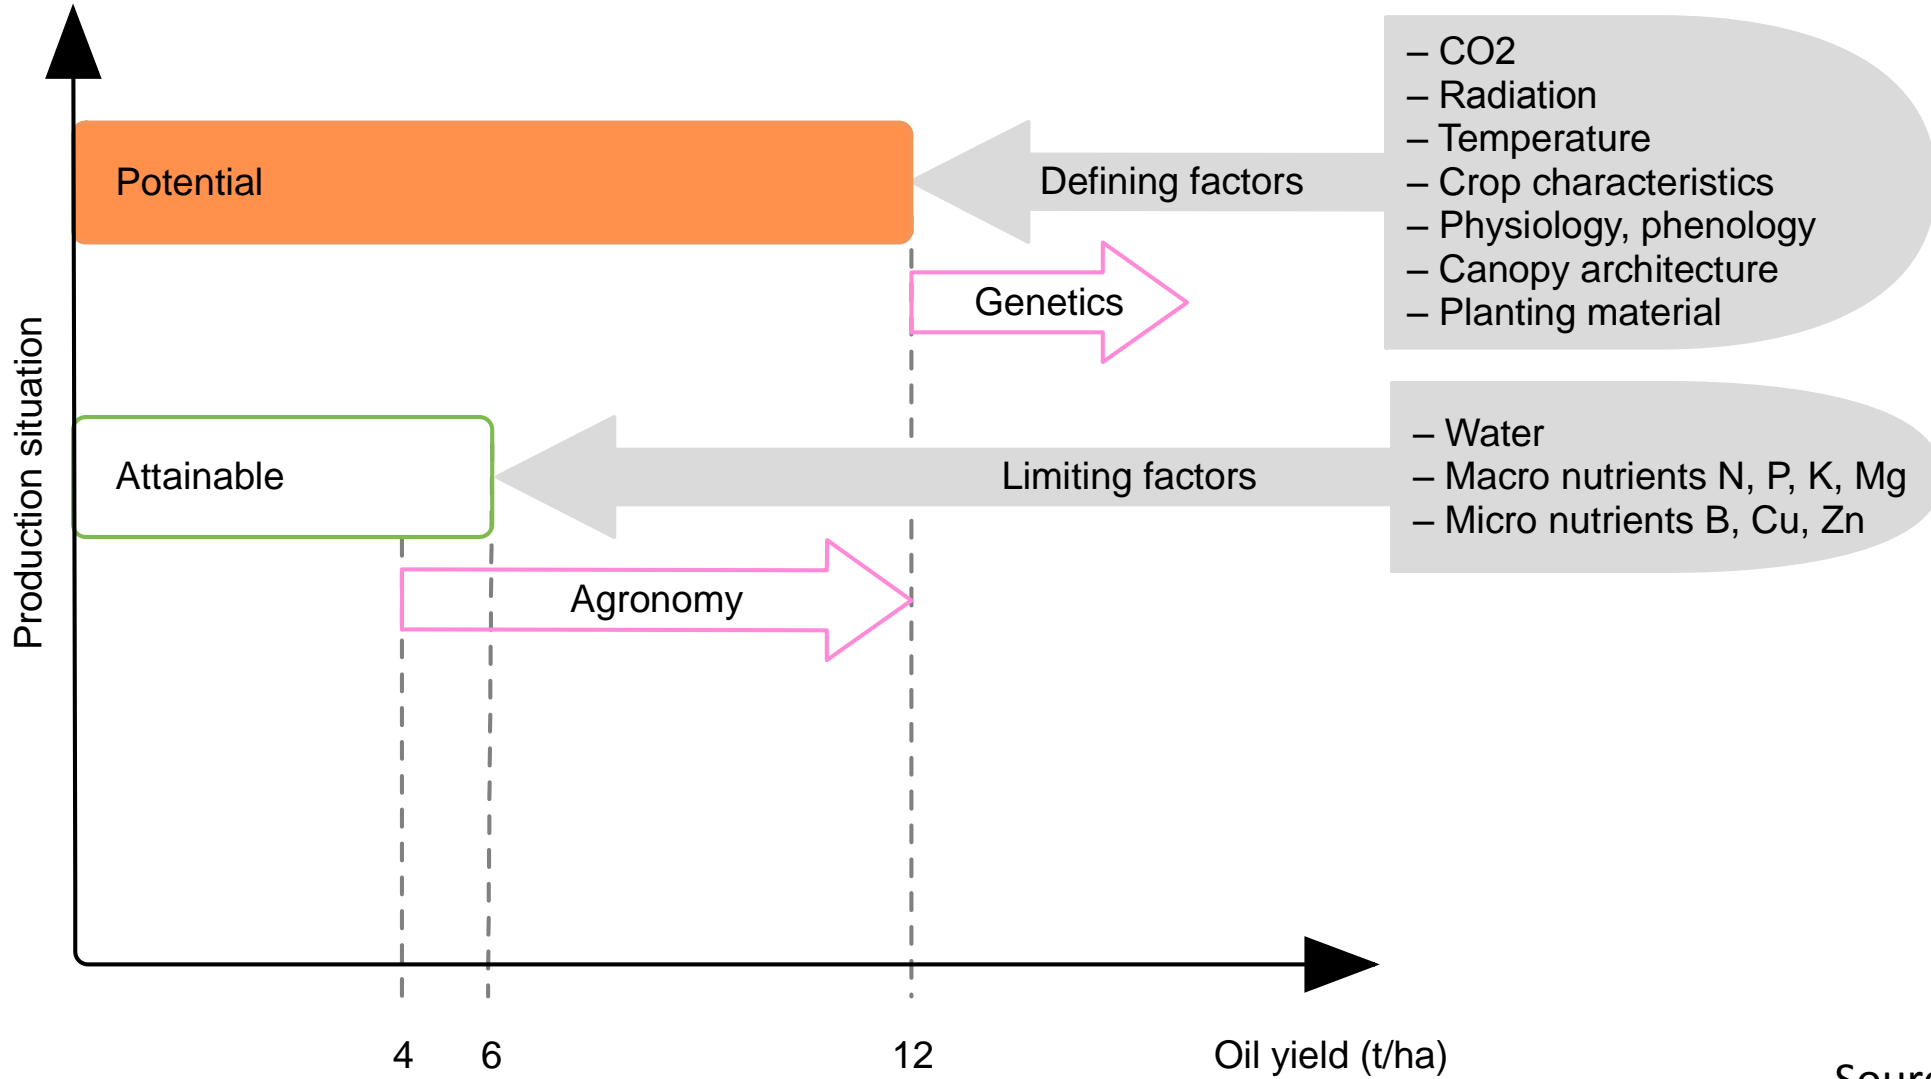 – CO2
– Radiation
– Temperature
– Crop characteristics
– Physiology, phenology
– Canopy architecture
– Planting material
Potential
Defining factors
Genetics
Production situation
Attainable
Limiting factors
– Water
– Macro nutrients N, P, K, Mg
– Micro nutrients B, Cu, Zn
Agronomy
4 6 12 Oil yield (t/ha)